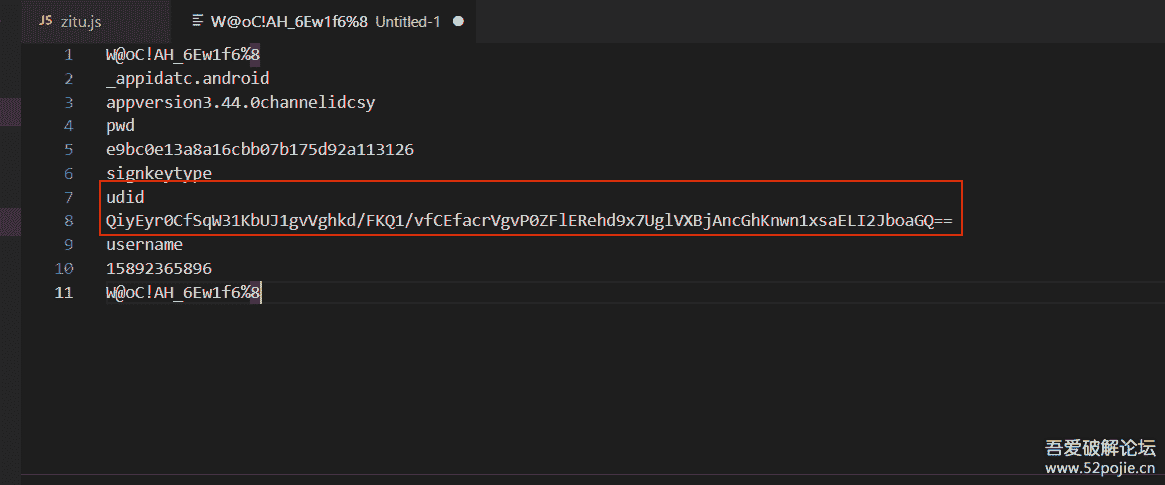 JS zitu.js W@oC!AH_6Ew1f6%8 Untitled-1
1 W@oC!AH_6Ew1f6%8
2 _appidatc.android
3 appversion3.44.0channelidcsy
4 pwd
5 e9bc0e13a8a16cbb07b175d92a113126
6 signkeytype
7 udid
8 QiyEyr0CfSqW31KbUJ1gvVghkd/FKQ1/vfCEfacrVgvP0ZFlERehd9x7UglVXBjAncGhKnwn1xsaELI2JboaGQ==
9 username
10 15892365896
11 W@oC!AH_6Ew1f6%8
吾爱破解论坛
www.52pojie.cn